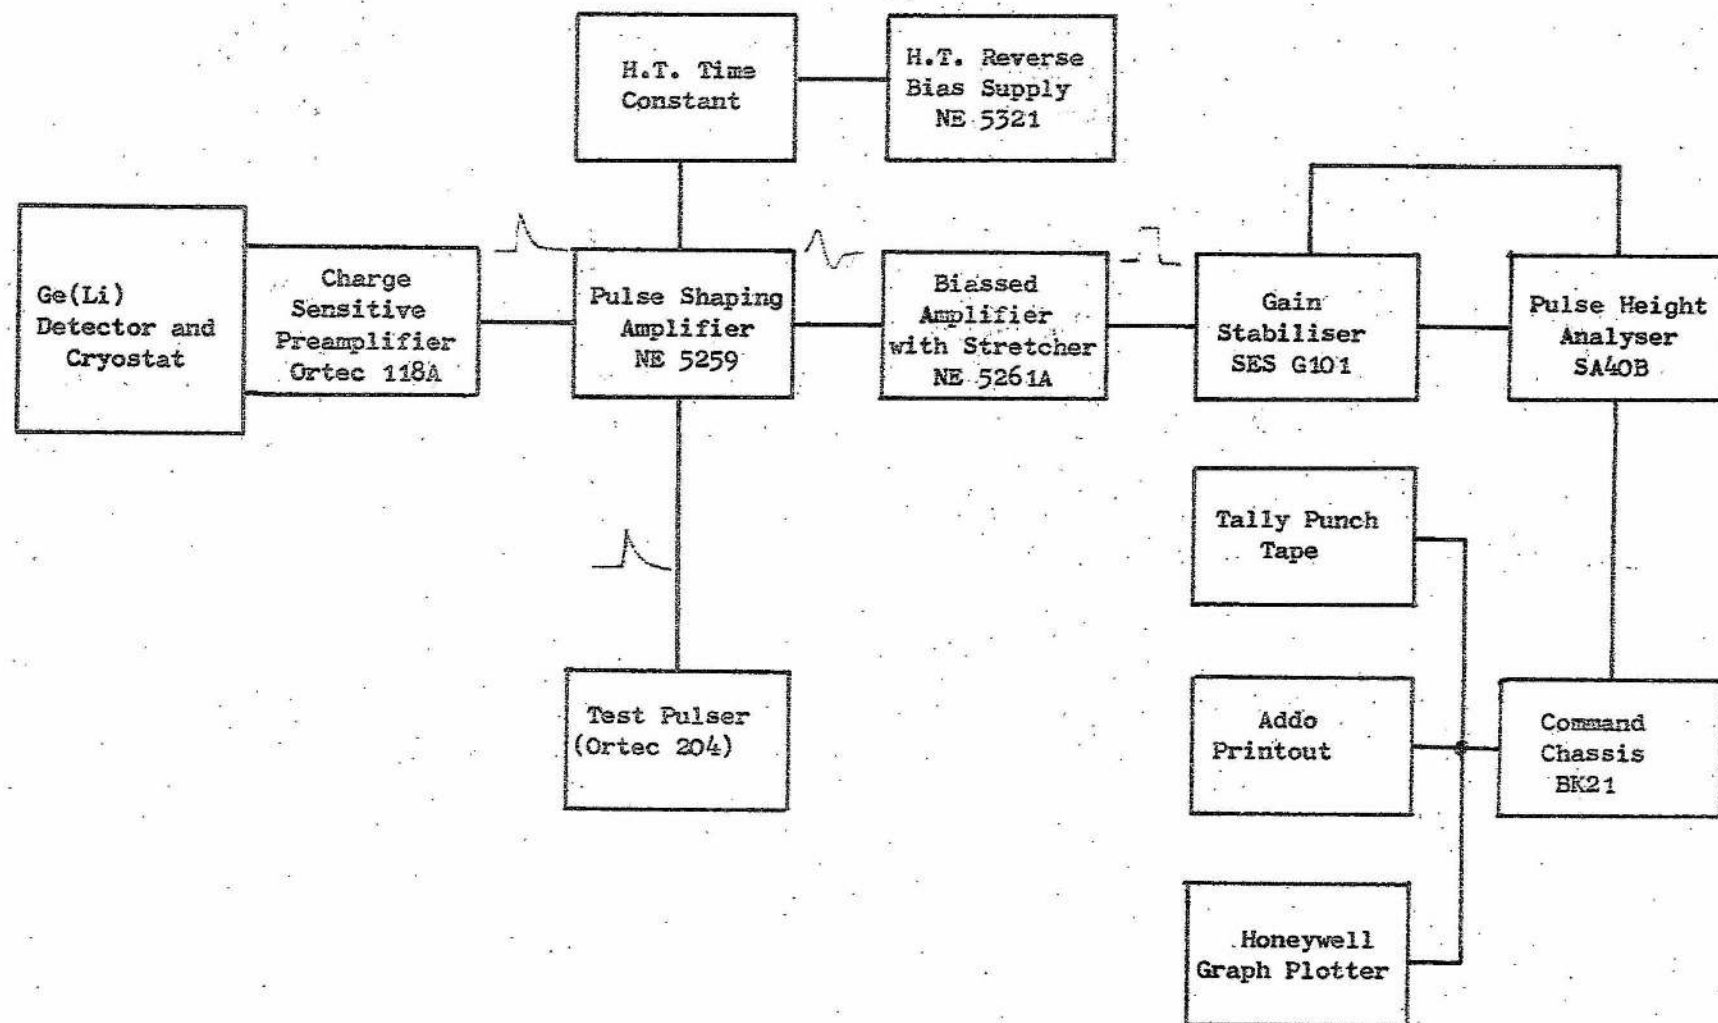 H.T. Time
Constant
H.T. Reverse
Bias Supply
NE 5321
Ge(Li)
Detector and
Cryostat
Charge
Sensitive
Preamplifier
Ortec 118A
Pulse Shaping
Amplifier
NE 5259
Biassed
Amplifier
with Stretcher
NE 5261A
Gain
Stabiliser
SES G101
Pulse Height
Analyser
SA40B
Tally Punch
Tape
Test Pulser
(Ortec 204)
Addo
Printout
Command
Chassis
BK21
Honeywell
Graph Plotter